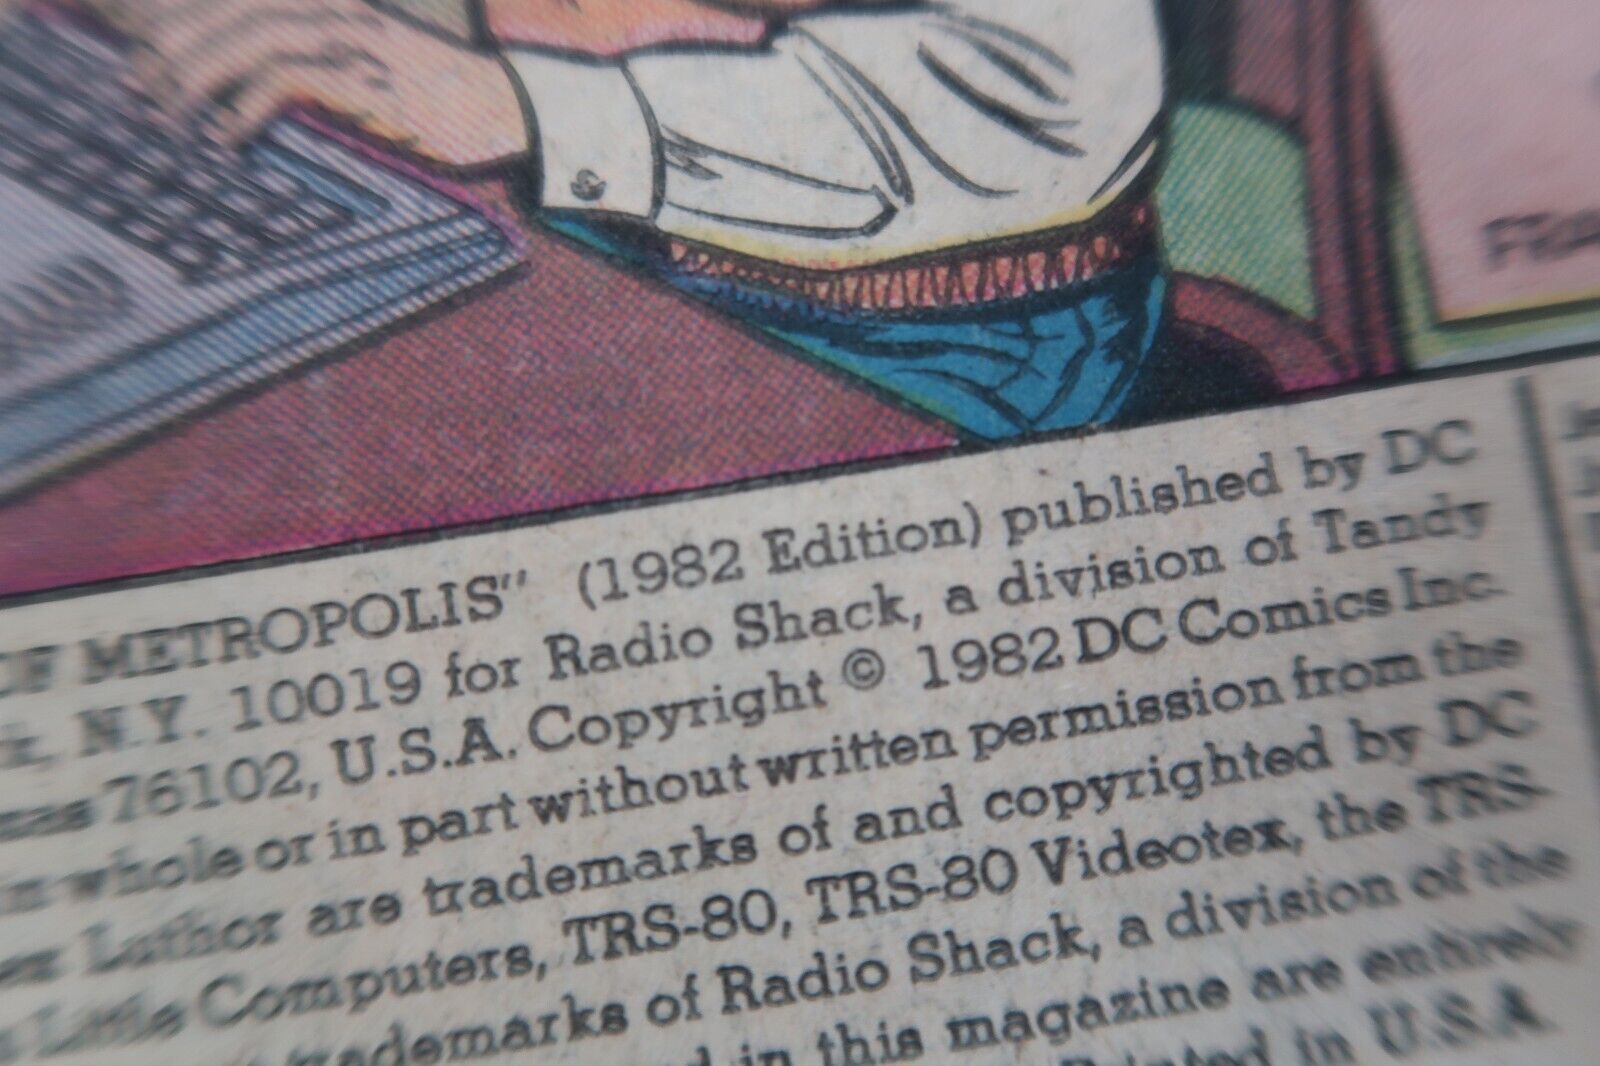 OF METROPOLIS" (1982 Edition) published by DC
N.Y. 10019 for Radio Shack, a division of Tandy
76102, U.S.A. Copyright © 1982 DC Comics Inc.
whole or in part without written permission from the
Luthor are trademarks of and copyrighted by DC
Little Computers, TRS-80, TRS-80 Videotex, the TRS-
trademarks of Radio Shack, a division of the
in this magazine are entirely
Printed in U.S.A.